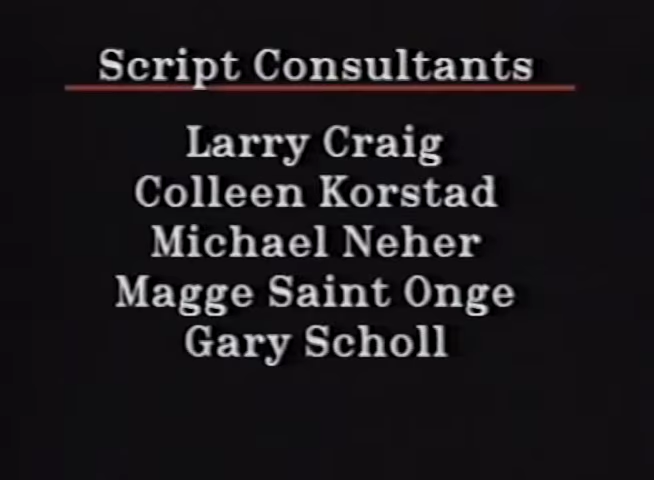 Script Consultants
Larry Craig
Colleen Korstad
Michael Neher
Magge Saint Onge
Gary Scholl